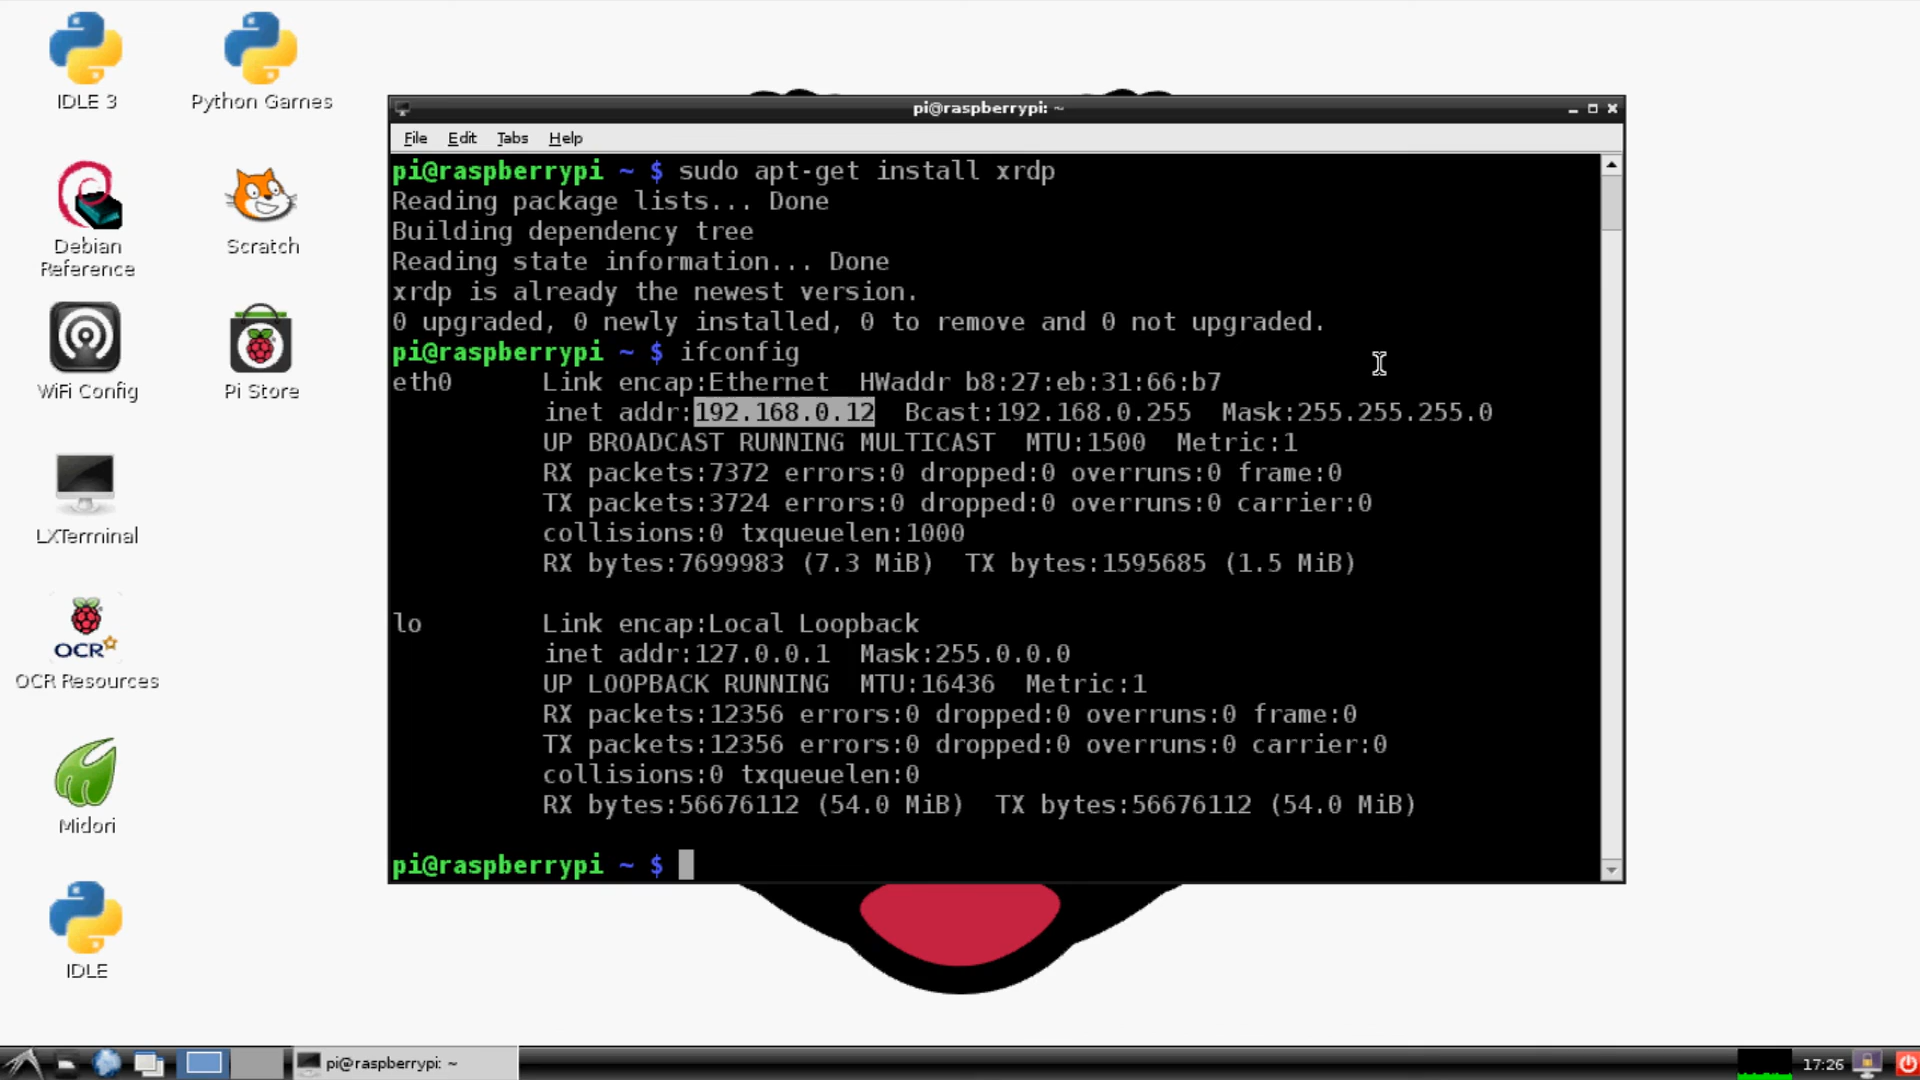 IDLE 3
Python Games
Debian
Reference
Scratch
WiFi Config
Pi Store
LXTerminal
OCR
OCR Resources
Midori
IDLE
pi@raspberrypi: ~
File Edit Tabs Help
pi@raspberrypi ~ $ sudo apt-get install xrdp
Reading package lists... Done
Building dependency tree
Reading state information... Done
xrdp is already the newest version.
0 upgraded, 0 newly installed, 0 to remove and 0 not upgraded.
pi@raspberrypi ~ $ ifconfig
eth0      Link encap:Ethernet  HWaddr b8:27:eb:31:66:b7
          inet addr:192.168.0.12  Bcast:192.168.0.255  Mask:255.255.255.0
          UP BROADCAST RUNNING MULTICAST  MTU:1500  Metric:1
          RX packets:7372 errors:0 dropped:0 overruns:0 frame:0
          TX packets:3724 errors:0 dropped:0 overruns:0 carrier:0
          collisions:0 txqueuelen:1000
          RX bytes:7699983 (7.3 MiB)  TX bytes:1595685 (1.5 MiB)
lo        Link encap:Local Loopback
          inet addr:127.0.0.1  Mask:255.0.0.0
          UP LOOPBACK RUNNING  MTU:16436  Metric:1
          RX packets:12356 errors:0 dropped:0 overruns:0 frame:0
          TX packets:12356 errors:0 dropped:0 overruns:0 carrier:0
          collisions:0 txqueuelen:0
          RX bytes:56676112 (54.0 MiB)  TX bytes:56676112 (54.0 MiB)
pi@raspberrypi ~ $
pi@raspberrypi: ~
17:26